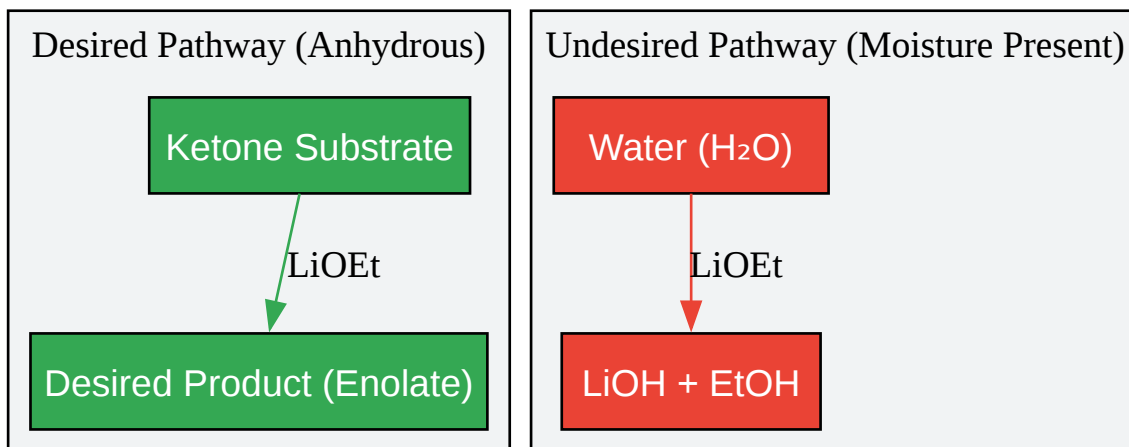 Desired Pathway (Anhydrous)
Ketone Substrate
LiOEt
Desired Product (Enolate)
Undesired Pathway (Moisture Present)
Water (H₂O)
LiOEt
LiOH + EtOH